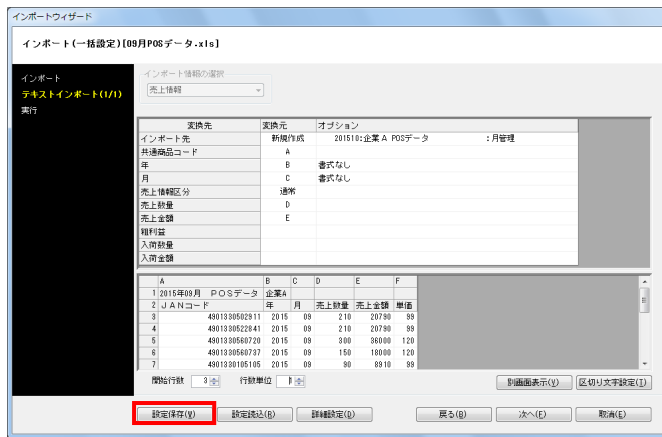 インポートウィザード
インポート(一括設定)[09月POSデータ.xls]
インポート
テキストインポート(1/1)
実行
インポート情報の選択
売上情報
変換先 変換元 オプション
インポート先 新規作成 201510:企業A POSデータ :月管理
共通商品コード A
年 B 書式なし
月 C 書式なし
売上情報区分 通常
売上数量 D
売上金額 E
粗利益
入荷数量
入荷金額
A B C D E F
1 2015年09月 POSデータ 企業A
2 JANコード 年 月 売上数量 売上金額 単価
3 4901330502911 2015 09 210 20790 99
4 4901330522841 2015 09 210 20790 99
5 4901330560720 2015 09 300 36000 120
6 4901330560737 2015 09 150 18000 120
7 4901330105105 2015 09 90 8910 99
開始行数 3 行数単位 1
別画面表示(V) 区切り文字設定(I)
設定保存(W) 設定読込(R) 詳細設定(D) 戻る(B) 次へ(F) 取消(E)